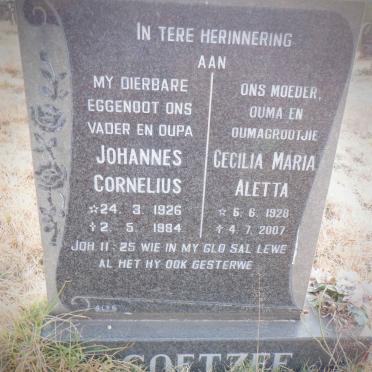 IN TERE HERINNERING
AAN
MY DIERBARE
EGGENOOT ONS
VADER EN OUPA
JOHANNES
CORNELIUS
☆ 24. 3. 1926
✝ 2. 5. 1984
ONS MOEDER,
OUMA EN
OUMAGROOTJIE
CECILIA MARIA
ALETTA
☆ 6. 6. 1928
✝ 4. 7. 2007
JOH 11 : 25 WIE IN MY GLO SAL LEWE
AL HET HY OOK GESTERWE
COETZEE